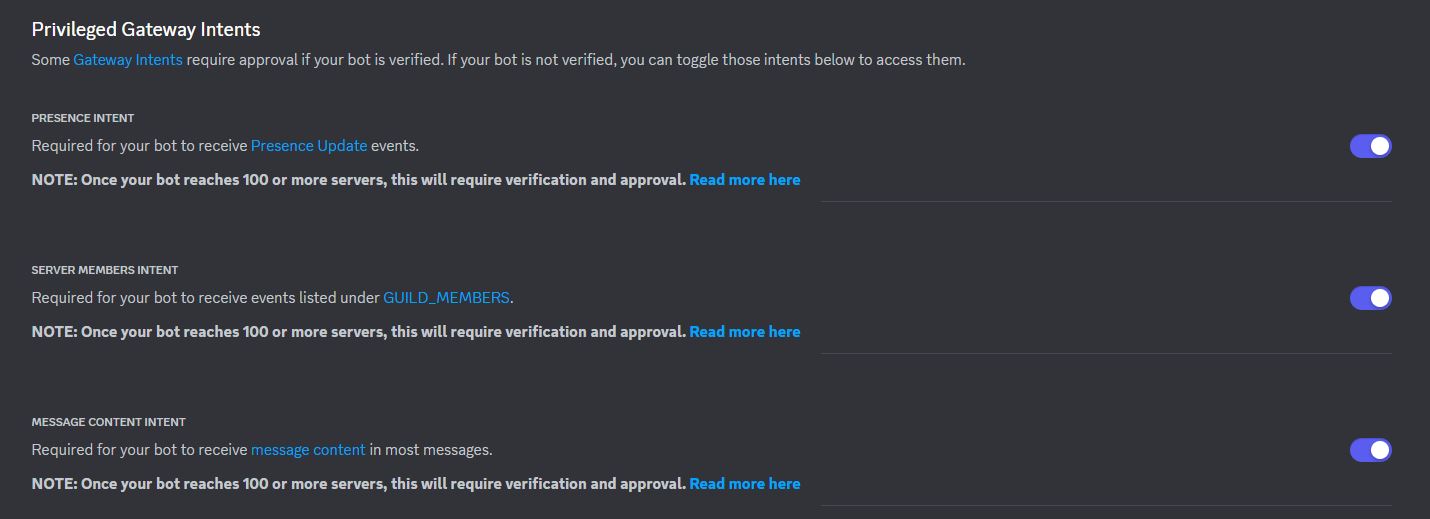 Privileged Gateway Intents
Some Gateway Intents require approval if your bot is verified. If your bot is not verified, you can toggle those intents below to access them.
PRESENCE INTENT
Required for your bot to receive Presence Update events.
NOTE: Once your bot reaches 100 or more servers, this will require verification and approval. Read more here
SERVER MEMBERS INTENT
Required for your bot to receive events listed under GUILD_MEMBERS.
NOTE: Once your bot reaches 100 or more servers, this will require verification and approval. Read more here
MESSAGE CONTENT INTENT
Required for your bot to receive message content in most messages.
NOTE: Once your bot reaches 100 or more servers, this will require verification and approval. Read more here